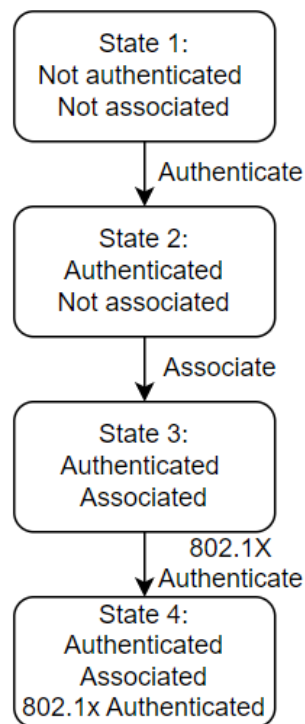 State 1:
Not authenticated
Not associated
Authenticate
State 2:
Authenticated
Not associated
Associate
State 3:
Authenticated
Associated
802.1X
Authenticate
State 4:
Authenticated
Associated
802.1x Authenticated